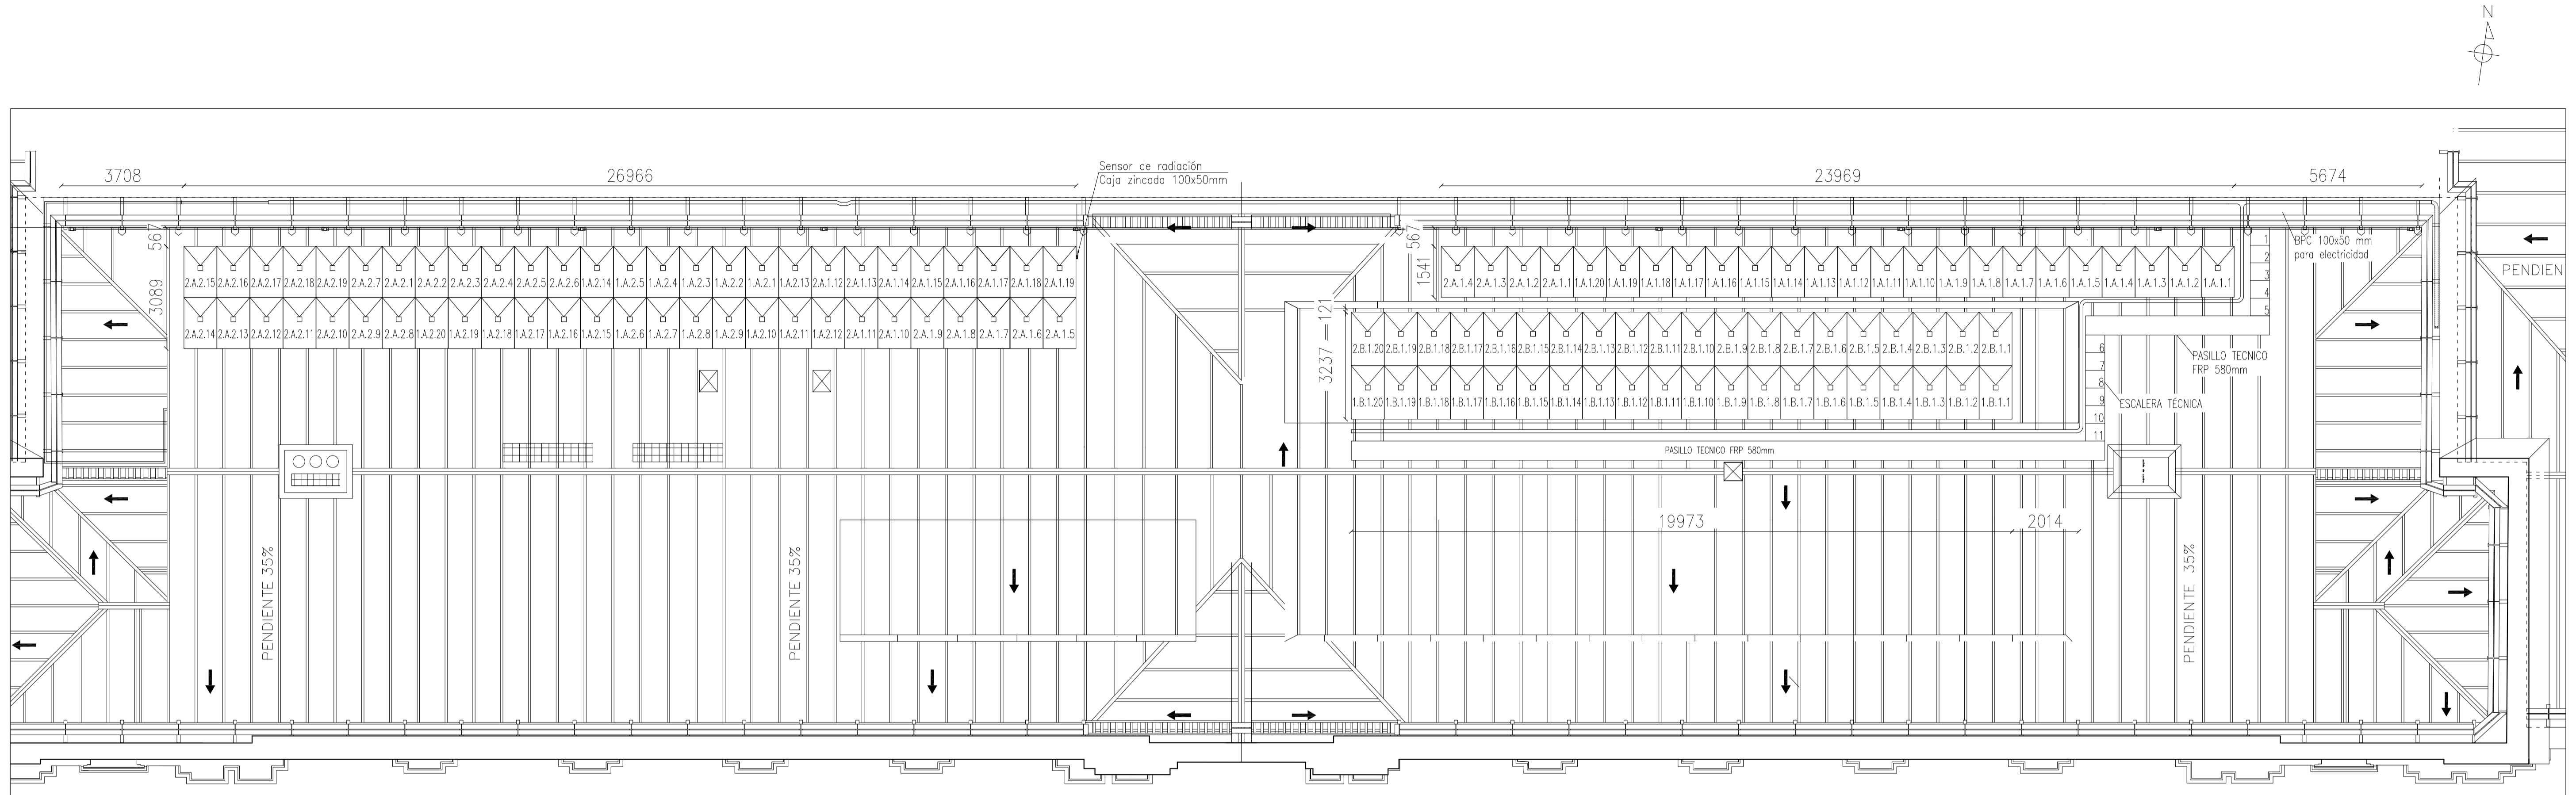 N
3708
26966
Sensor de radiación
Caja zincada 100x50mm
23969
5674
567
3089
2.A.2.15 2.A.2.16 2.A.2.17 2.A.2.18 2.A.2.19 2.A.2.7 2.A.2.1 2.A.2.2 2.A.2.3 2.A.2.4 2.A.2.5 2.A.2.6 1.A.2.14 1.A.2.5 1.A.2.4 1.A.2.3 1.A.2.2 1.A.2.1 1.A.2.13 2.A.1.12 2.A.1.13 2.A.1.14 2.A.1.15 2.A.1.16 2.A.1.17 2.A.1.18 2.A.1.19
2.A.2.14 2.A.2.13 2.A.2.12 2.A.2.11 2.A.2.10 2.A.2.9 2.A.2.8 1.A.2.20 1.A.2.19 1.A.2.18 1.A.2.17 1.A.2.16 1.A.2.15 1.A.2.6 1.A.2.7 1.A.2.8 1.A.2.9 1.A.2.10 1.A.2.11 1.A.2.12 2.A.1.11 2.A.1.10 2.A.1.9 2.A.1.8 2.A.1.7 2.A.1.6 2.A.1.5
567
1541
2.A.1.4 2.A.1.3 2.A.1.2 2.A.1.1 1.A.1.20 1.A.1.19 1.A.1.18 1.A.1.17 1.A.1.16 1.A.1.15 1.A.1.14 1.A.1.13 1.A.1.12 1.A.1.11 1.A.1.10 1.A.1.9 1.A.1.8 1.A.1.7 1.A.1.6 1.A.1.5 1.A.1.4 1.A.1.3 1.A.1.2 1.A.1.1
121
3237
2.B.1.20 2.B.1.19 2.B.1.18 2.B.1.17 2.B.1.16 2.B.1.15 2.B.1.14 2.B.1.13 2.B.1.12 2.B.1.11 2.B.1.10 2.B.1.9 2.B.1.8 2.B.1.7 2.B.1.6 2.B.1.5 2.B.1.4 2.B.1.3 2.B.1.2 2.B.1.1
1.B.1.20 1.B.1.19 1.B.1.18 1.B.1.17 1.B.1.16 1.B.1.15 1.B.1.14 1.B.1.13 1.B.1.12 1.B.1.11 1.B.1.10 1.B.1.9 1.B.1.8 1.B.1.7 1.B.1.6 1.B.1.5 1.B.1.4 1.B.1.3 1.B.1.2 1.B.1.1
1
2
3
4
5
BPC 100x50 mm
para electricidad
PENDIEN
6
7
8
9
10
11
PASILLO TECNICO
FRP 580mm
ESCALERA TÉCNICA
PASILLO TECNICO FRP 580mm
19973
2014
PENDIENTE 35%
PENDIENTE 35%
PENDIENTE 35%